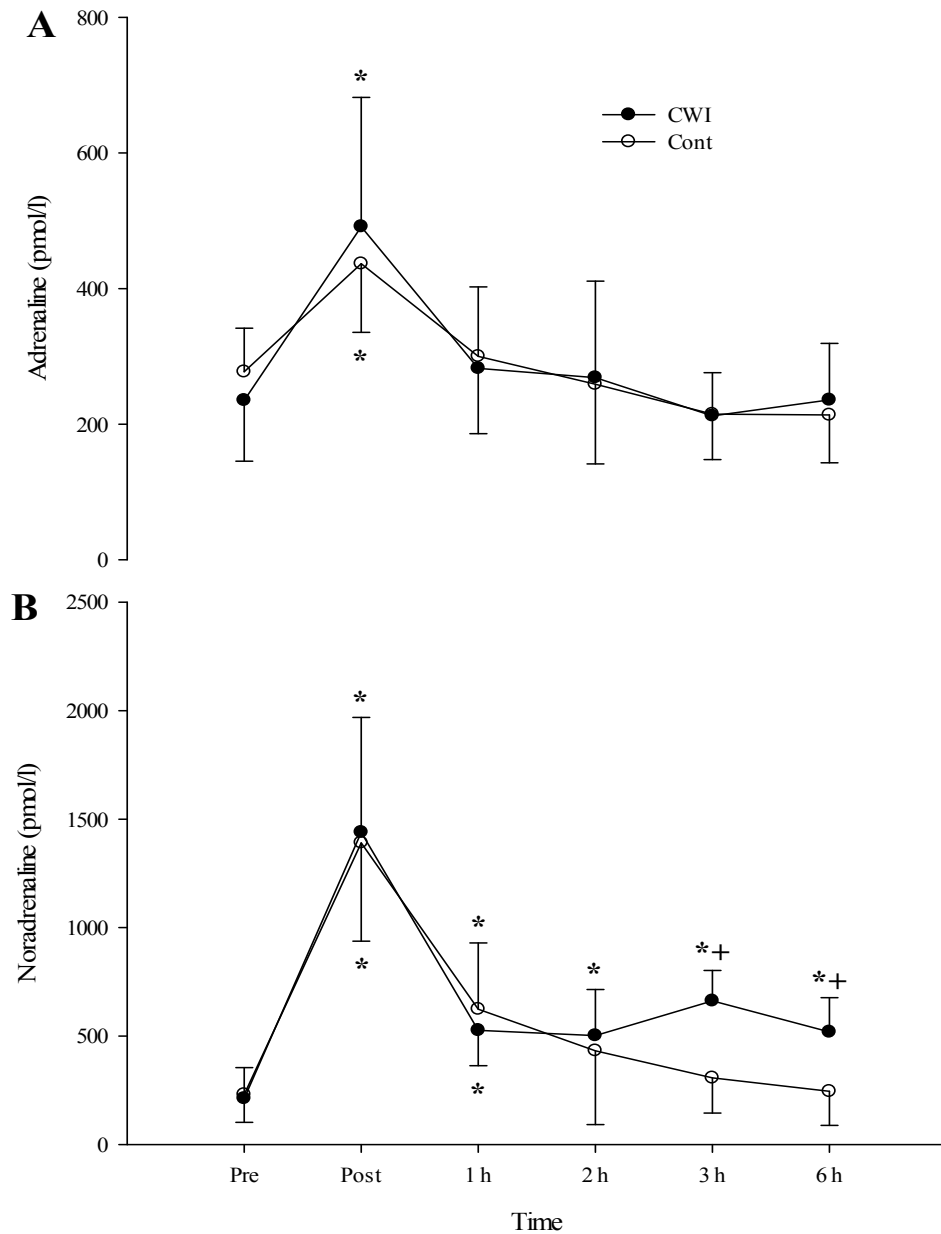 A
800
600
400
200
0
Adrenaline (pmol/l)
CWI
Cont
*
*
B
2500
2000
1500
1000
500
0
Noradrenaline (pmol/l)
*
*
*
*
*
*+
*+
Pre Post 1 h 2 h 3 h 6 h
Time